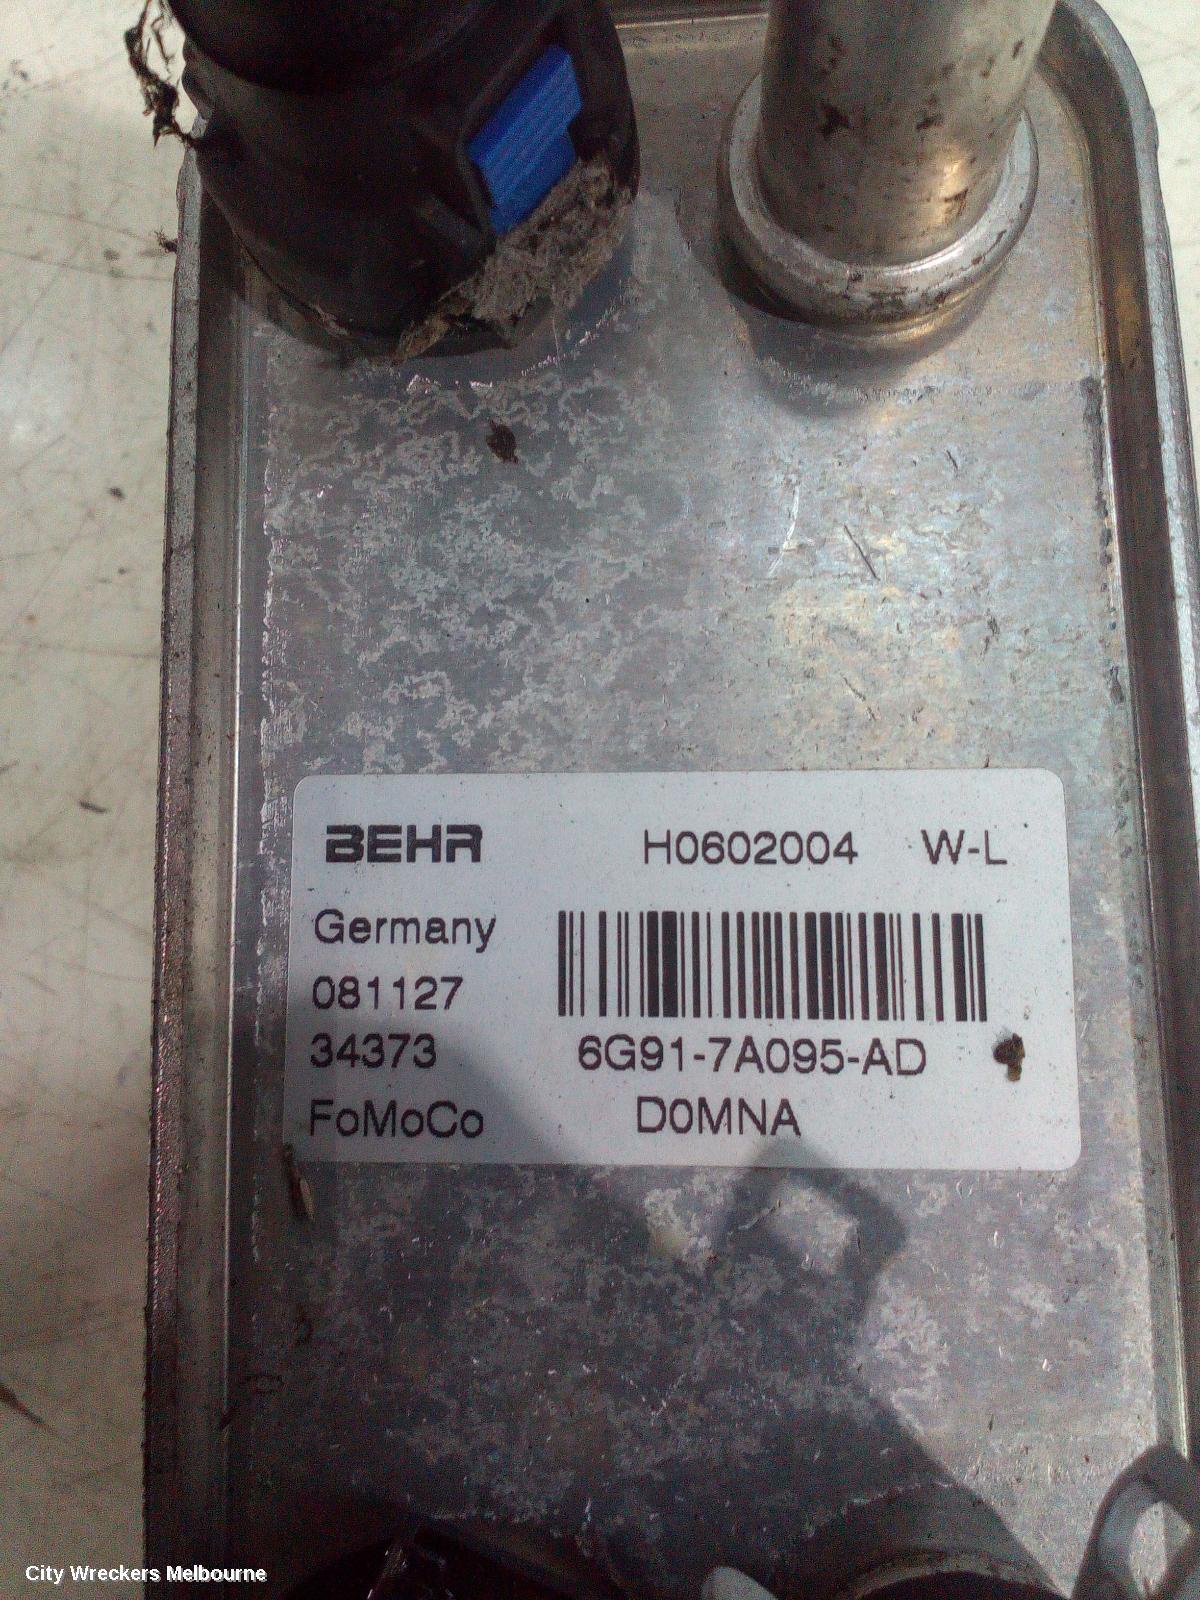 BEHR H0602004 W-L
Germany
081127
34373 6G91-7A095-AD
FoMoCo D0MNA
City Wreckers Melbourne